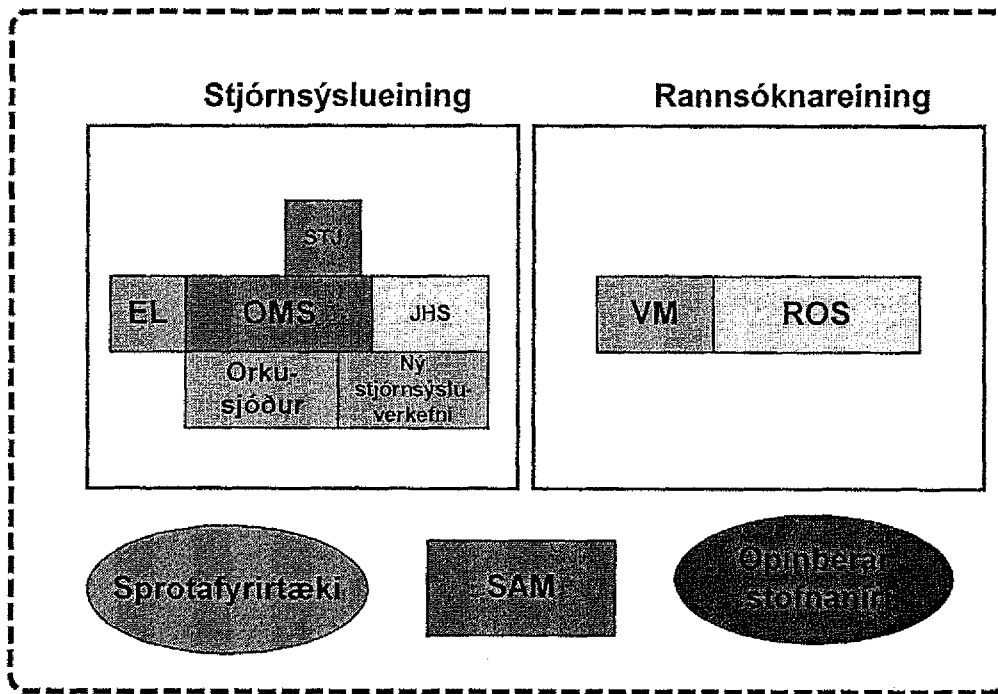 Stjórnsýslueining
Rannsóknareining
STJ
EL
OMS
JHS
Orku-
sjóður
Ný
stjórnsýslu-
verkefni
VM
ROS
Sprotafyrirtæki
SAM
Opinberar
stofnanir